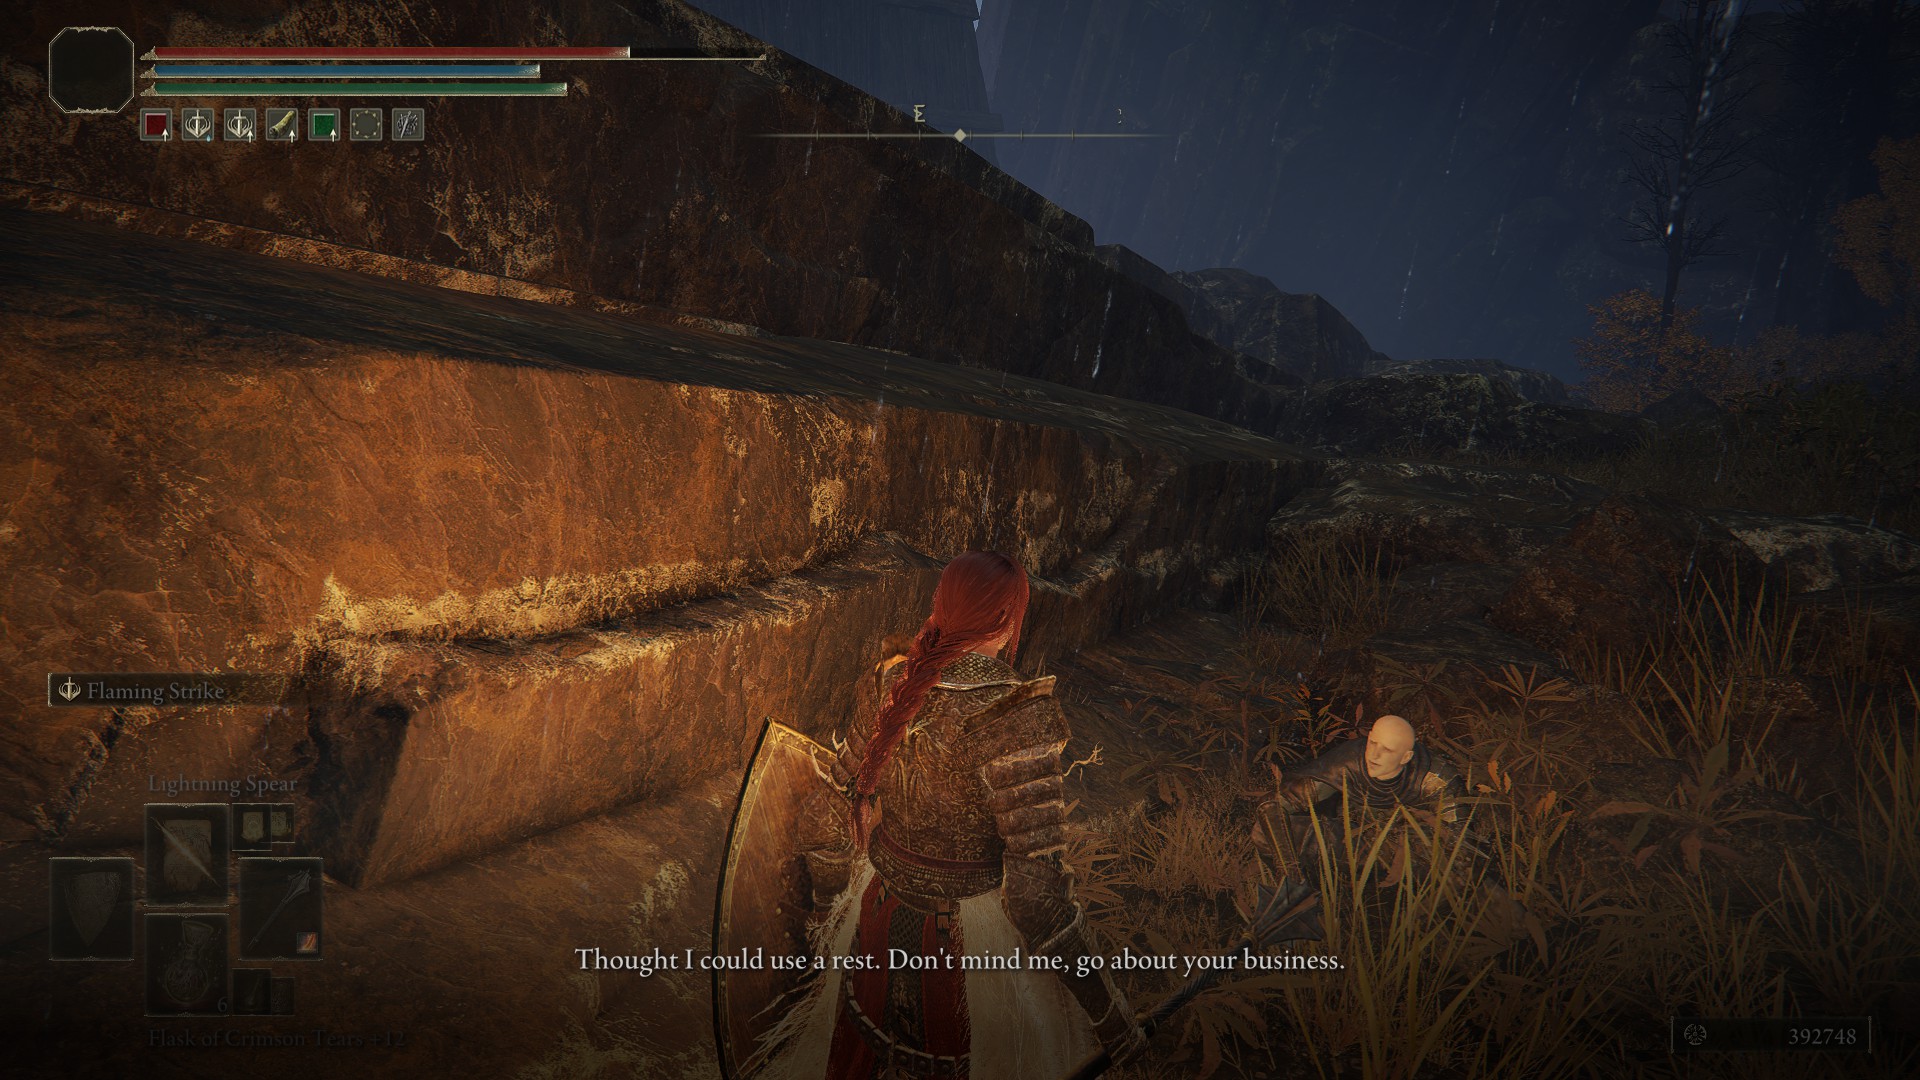 E
Flaming Strike
Lightning Spear
6
Thought I could use a rest. Don't mind me, go about your business.
Flask of Crimson Tears +12
392748